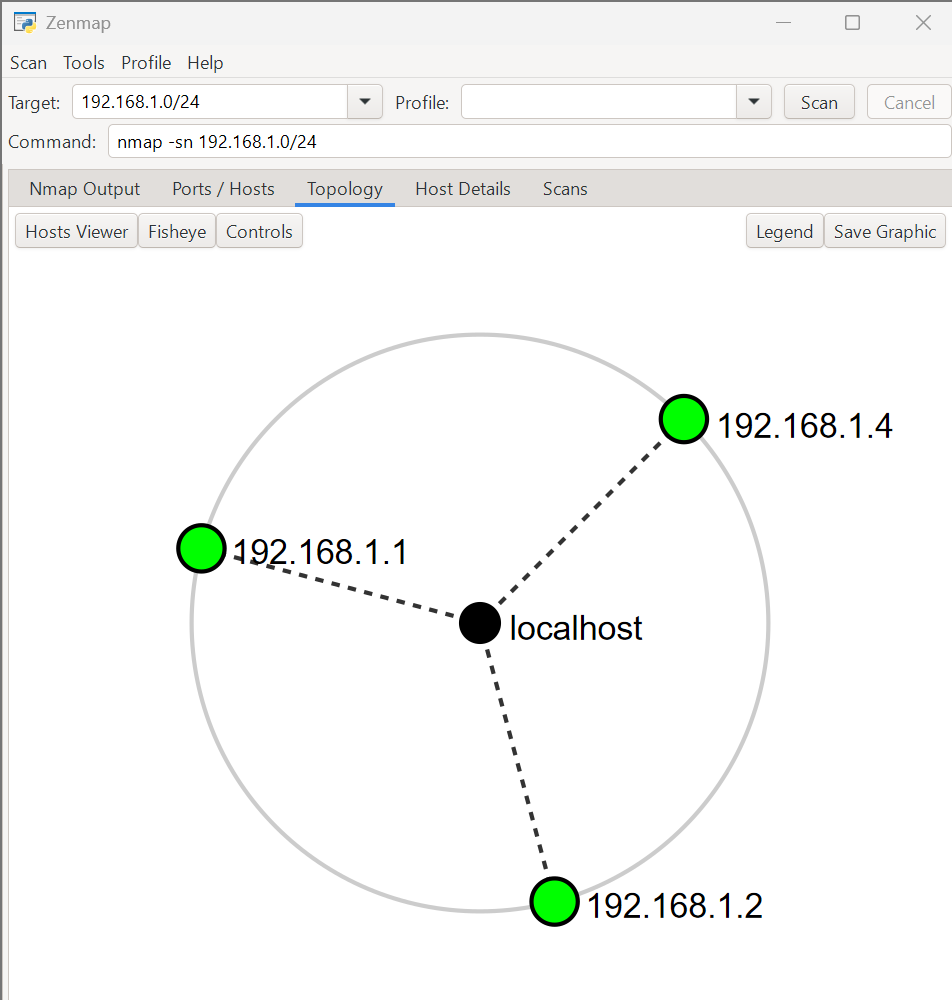 Zenmap
Scan Tools Profile Help
Target: 192.168.1.0/24 Profile: Scan Cancel
Command: nmap -sn 192.168.1.0/24
Nmap Output Ports / Hosts Topology Host Details Scans
Hosts Viewer Fisheye Controls Legend Save Graphic
192.168.1.4
192.168.1.1
localhost
192.168.1.2